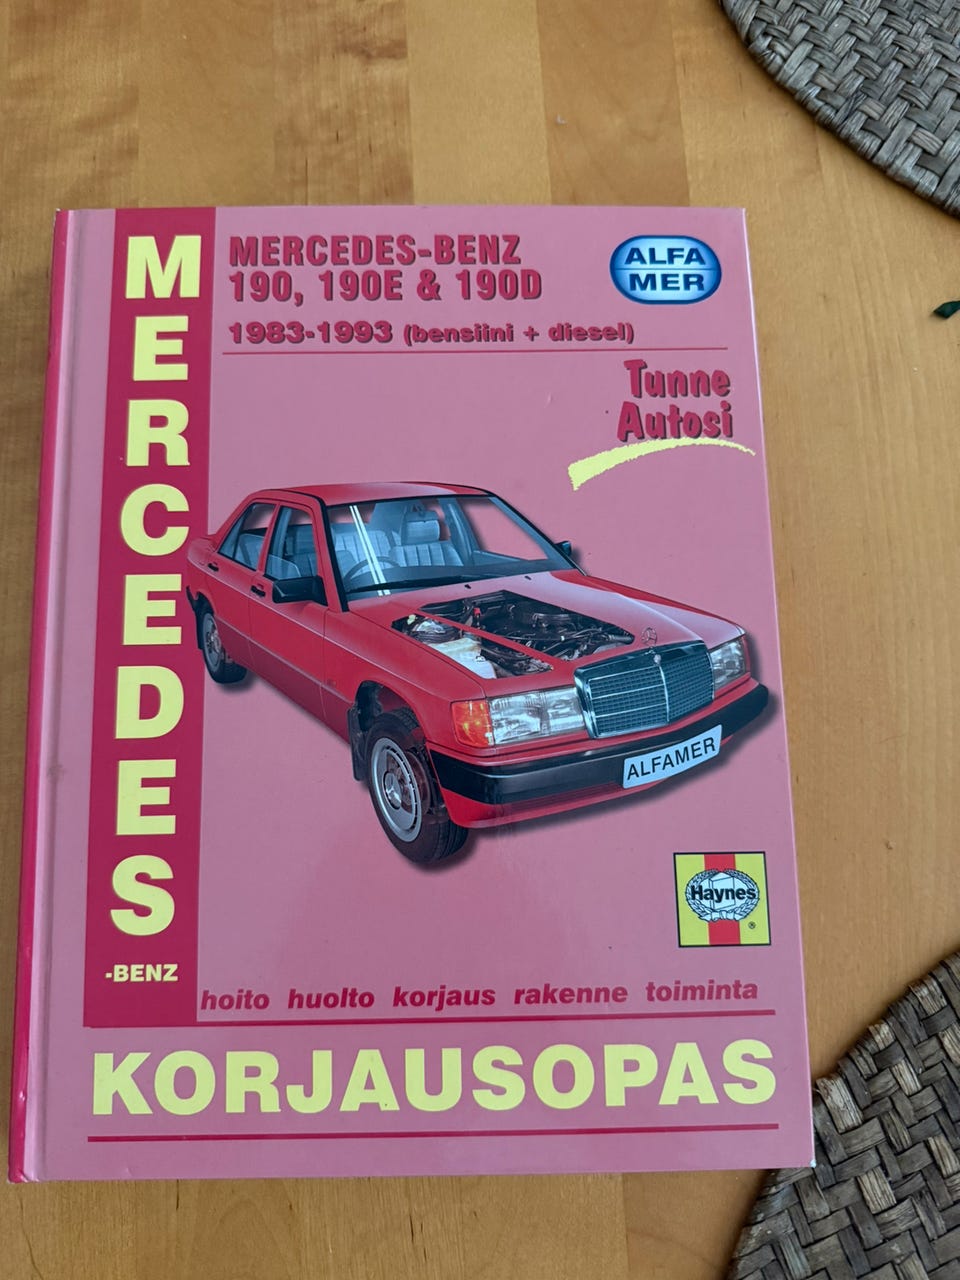 MERCEDES
-BENZ
MERCEDES-BENZ
190, 190E & 190D
1983-1993 (bensiini + diesel)
ALFA
MER
Tunne
Autosi
ALFAMER
Haynes
®
hoito huolto korjaus rakenne toiminta
KORJAUSOPAS